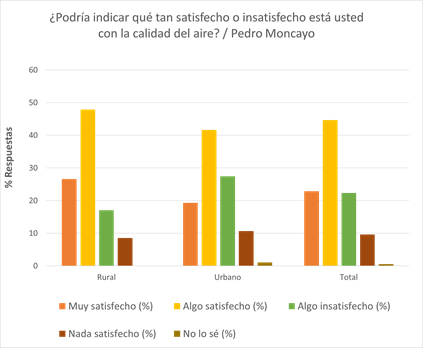 ¿Podría indicar qué tan satisfecho o insatisfecho está usted
con la calidad del aire? / Pedro Moncayo
% Respuestas
60
50
40
30
20
10
0
Rural Urbano Total
Muy satisfecho (%) Algo satisfecho (%) Algo insatisfecho (%)
Nada satisfecho (%) No lo sé (%)